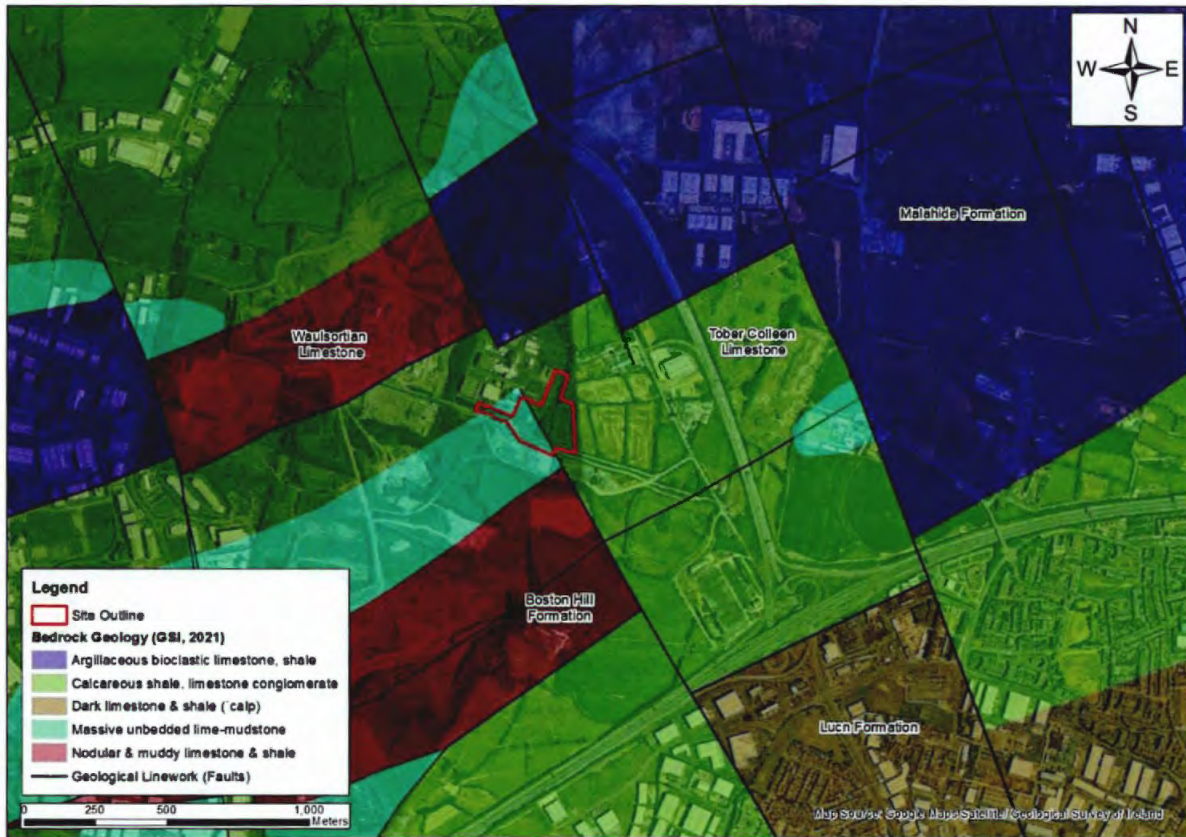 N
W E
S
Malahide Formation
Waulsortian
Limestone
Tober Colleen
Limestone
Boston Hill
Formation
Lucn Formation
Legend
Site Outline
Bedrock Geology (GSI, 2021)
Argillaceous bioclastic limestone, shale
Calcareous shale, limestone conglomerate
Dark limestone & shale (`calp)
Massive unbedded lime-mudstone
Nodular & muddy limestone & shale
Geological Linework (Faults)
0 250 500 1,000
Meters
Map Source: Google Maps Satellite/ Geological Survey of Ireland